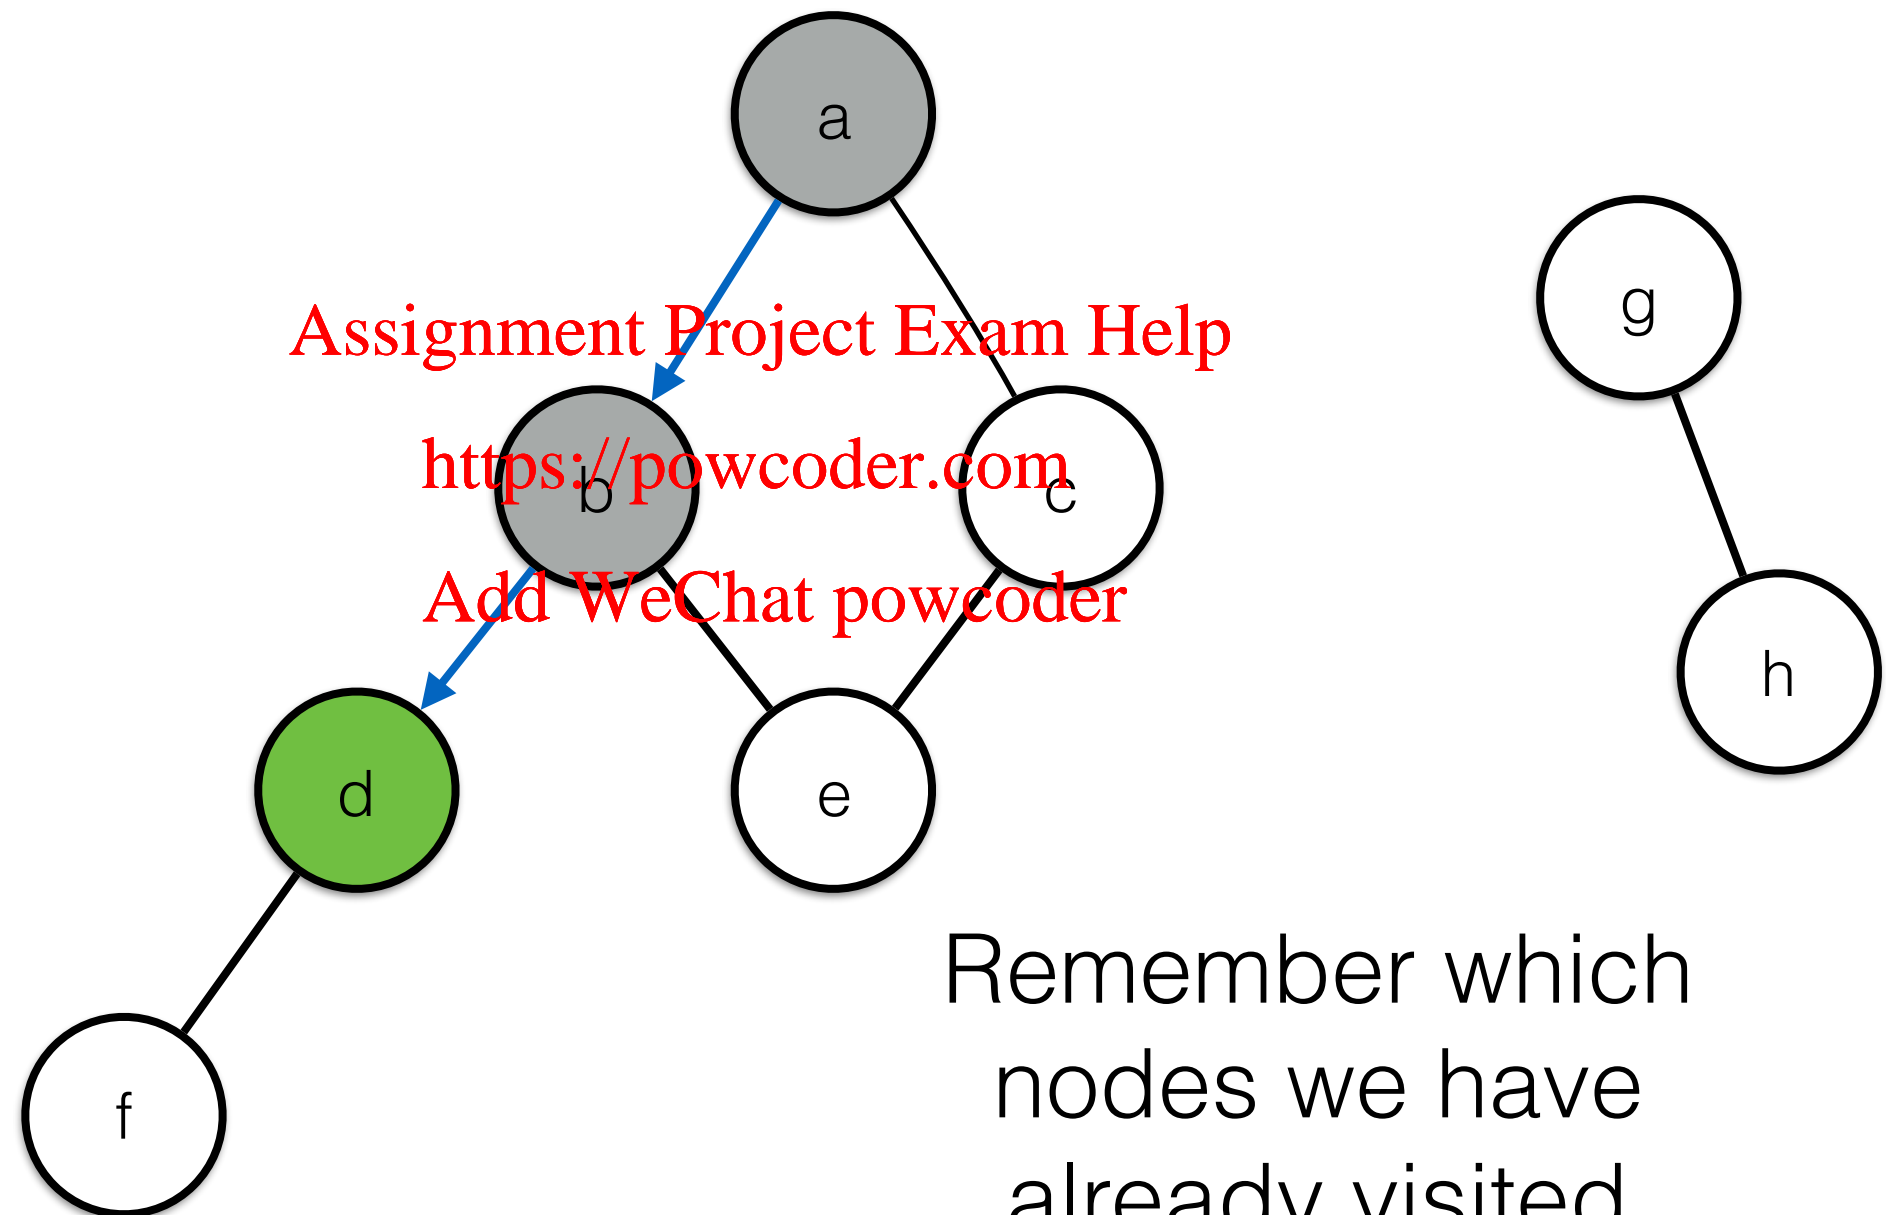 a
g
Assignment Project Exam Help
https://powcoder.com
b
c
Add WeChat powcoder
h
d
e
Remember which
nodes we have
already visited
f